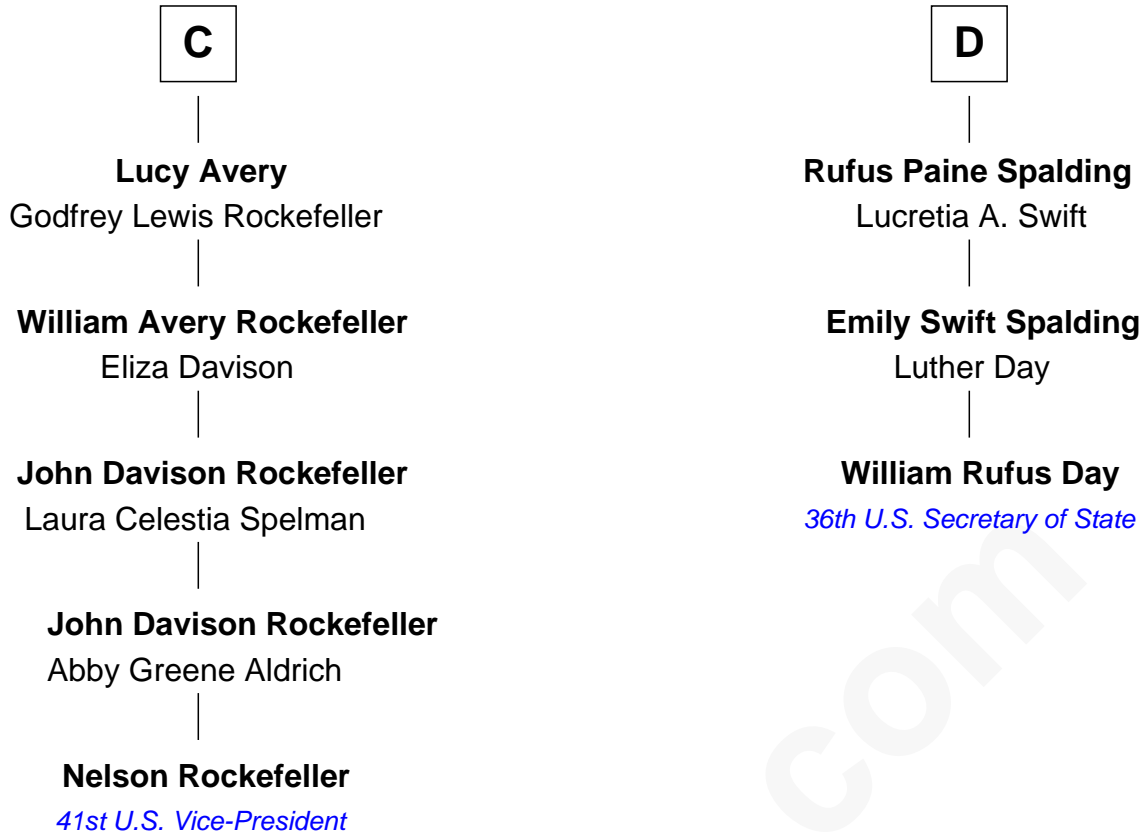 C
Lucy Avery
Godfrey Lewis Rockefeller
William Avery Rockefeller
Eliza Davison
John Davison Rockefeller
Laura Celestia Spelman
John Davison Rockefeller
Abby Greene Aldrich
Nelson Rockefeller
41st U.S. Vice-President
D
Rufus Paine Spalding
Lucretia A. Swift
Emily Swift Spalding
Luther Day
William Rufus Day
36th U.S. Secretary of State
com